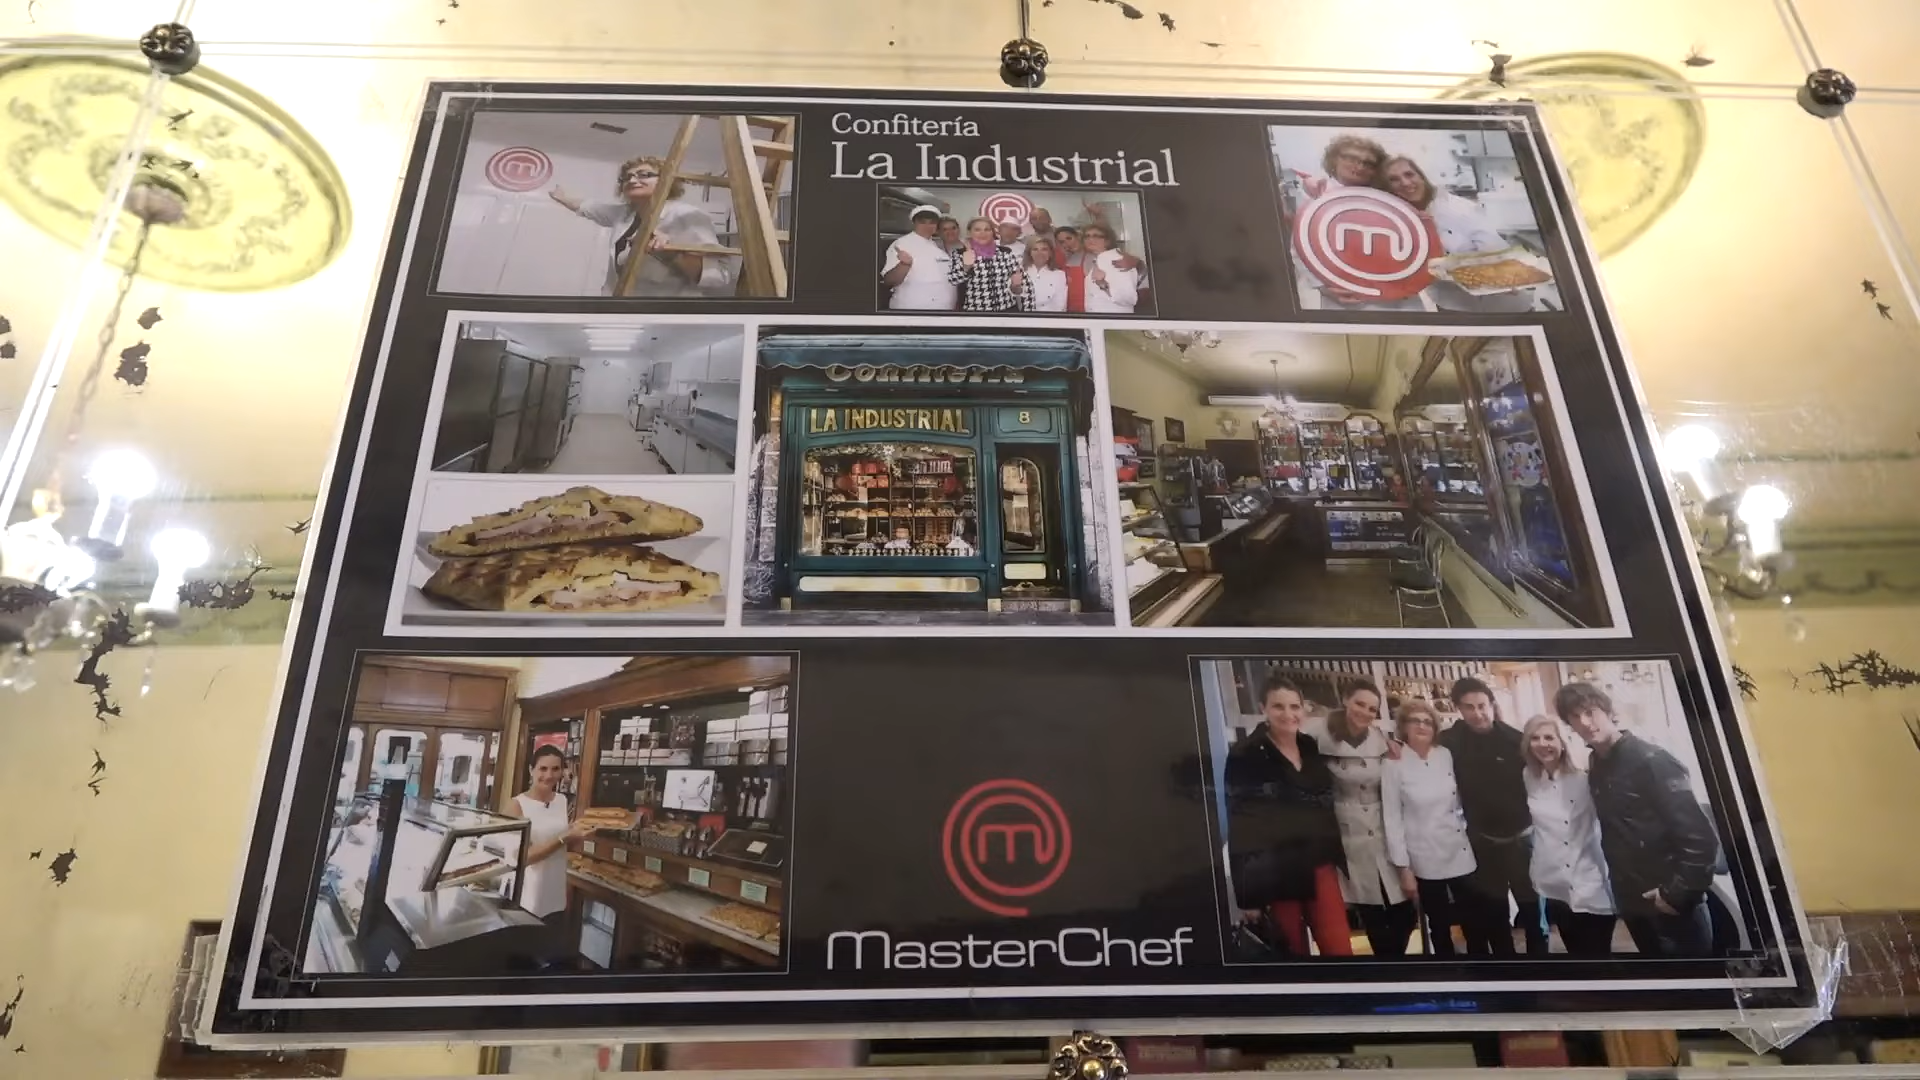 Confitería
La Industrial
Confitería
LA INDUSTRIAL
8
MasterChef